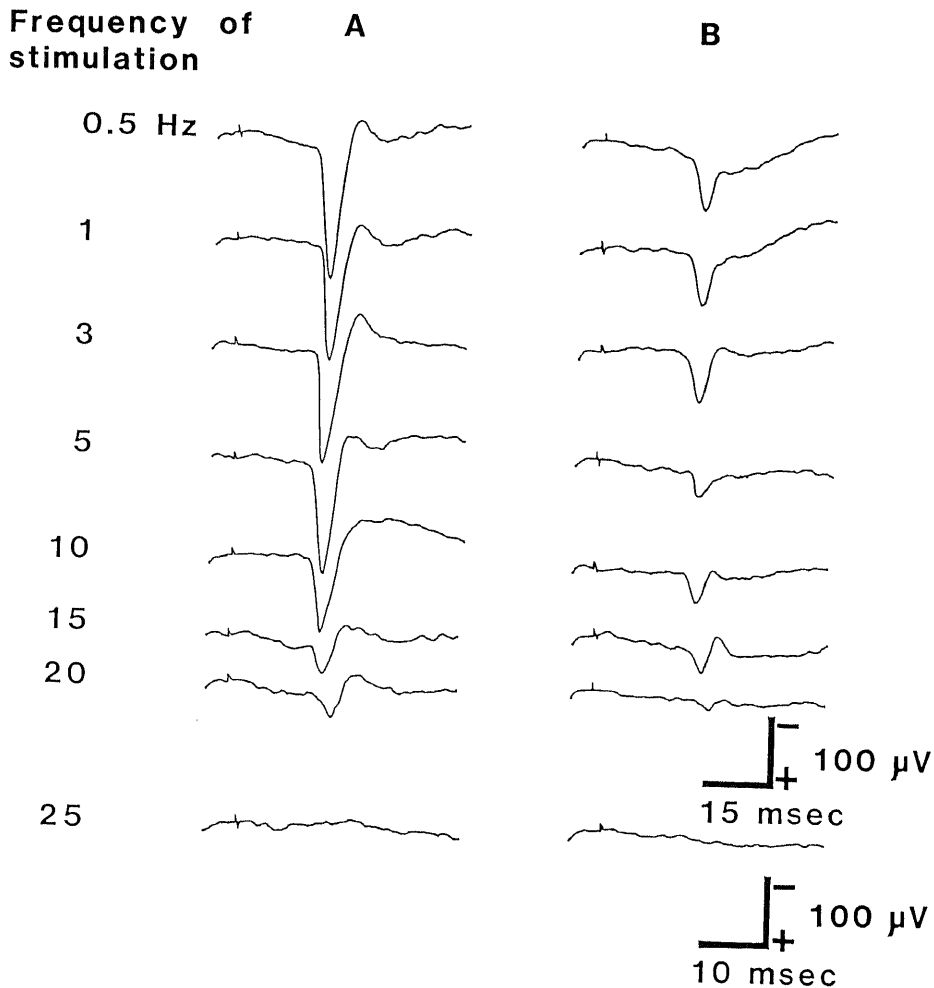 Frequency of
stimulation
A
B
0.5 Hz
1
3
5
10
15
20
25
−
+
100 µV
15 msec
−
+
100 µV
10 msec